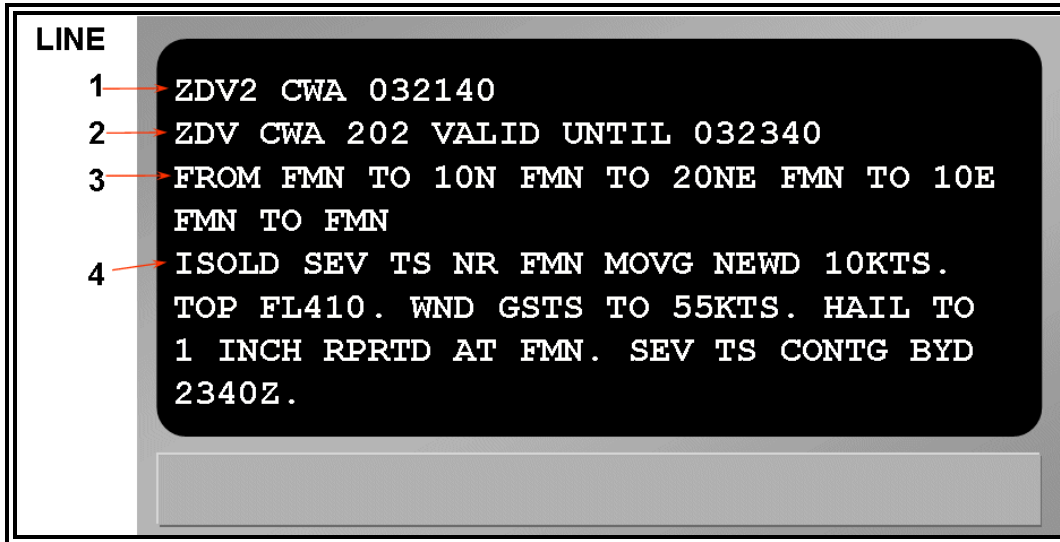 LINE
1 ZDV2 CWA 032140
2 ZDV CWA 202 VALID UNTIL 032340
3 FROM FMN TO 10N FMN TO 20NE FMN TO 10E
FMN TO FMN
4 ISOLD SEV TS NR FMN MOVG NEWD 10KTS.
TOP FL410. WND GSTS TO 55KTS. HAIL TO
1 INCH RPRTD AT FMN. SEV TS CONTG BYD
2340Z.